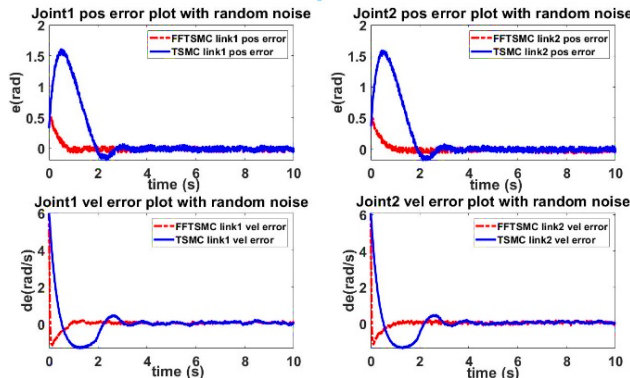 Joint1 pos error plot with random noise
2
1.5
1
0.5
0
e(rad)
FFTSMC link1 pos error
TSMC link1 pos error
0 2 4 6 8 10
time (s)
Joint2 pos error plot with random noise
2
1.5
1
0.5
0
e(rad)
FFTSMC link2 pos error
TSMC link2 pos error
0 2 4 6 8 10
time (s)
Joint1 vel error plot with random noise
6
4
2
0
de(rad/s)
FFTSMC link1 vel error
TSMC link1 vel error
0 2 4 6 8 10
time (s)
Joint2 vel error plot with random noise
6
4
2
0
de(rad/s)
FFTSMC link2 vel error
TSMC link2 vel error
0 2 4 6 8 10
time (s)